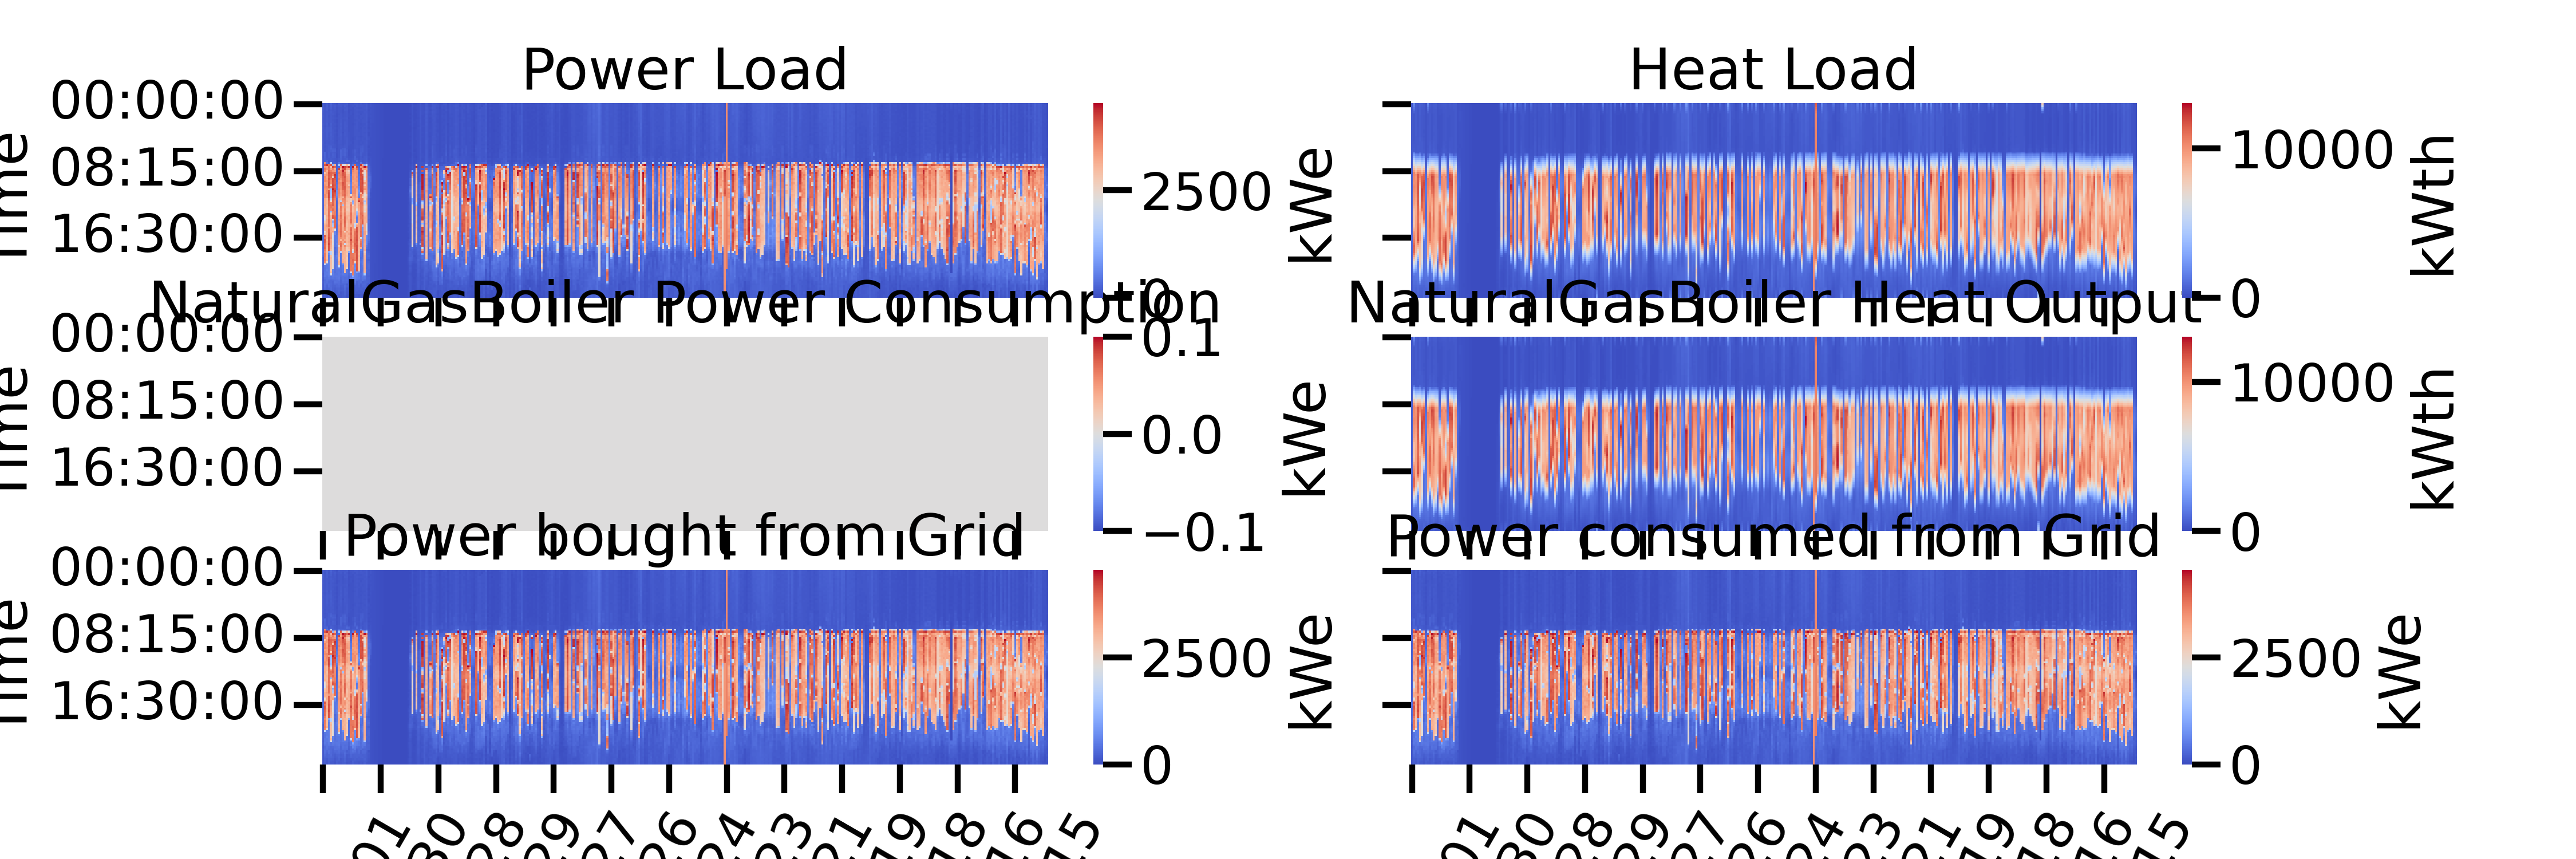 Power Load
Heat Load
00:00:00
08:15:00
16:30:00
2500
0
kWe
10000
0
kWth
NaturalGasBoiler Power Consumption
NaturalGasBoiler Heat Output
00:00:00
08:15:00
16:30:00
0.1
0.0
−0.1
kWe
10000
0
kWth
Power bought from Grid
Power consumed from Grid
00:00:00
08:15:00
16:30:00
2500
0
kWe
2500
0
kWe